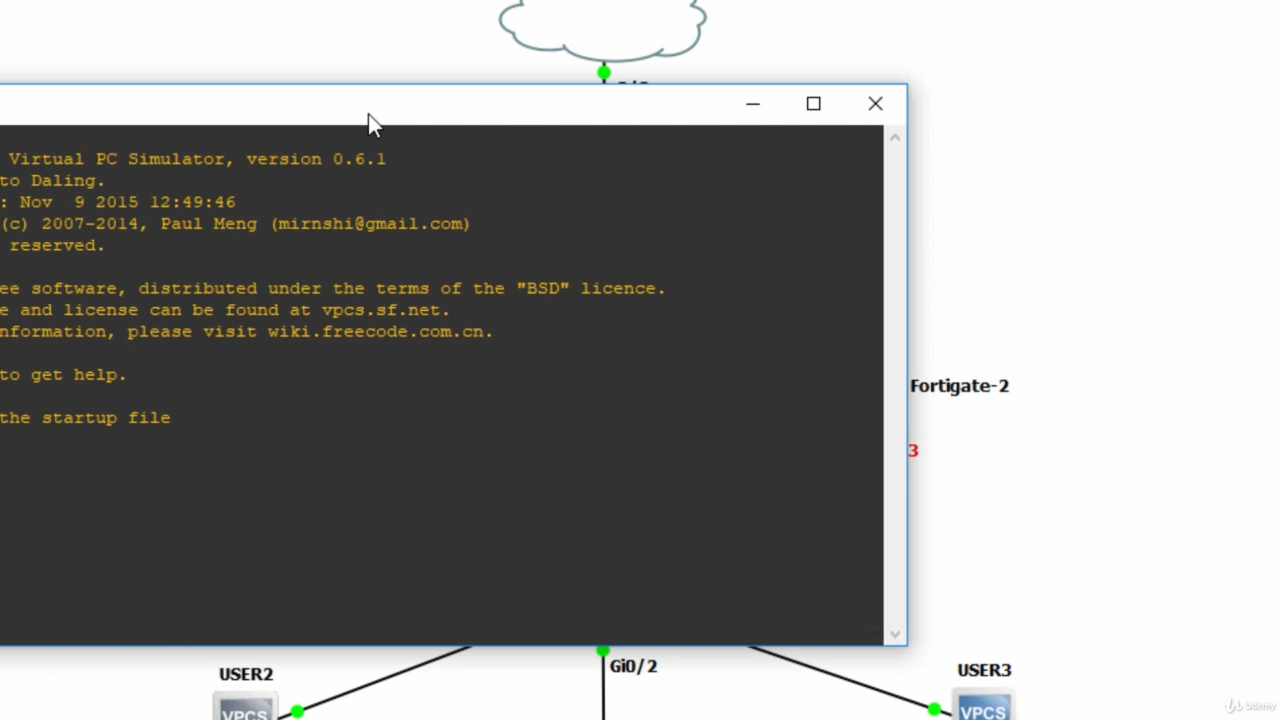 Virtual PC Simulator, version 0.6.1
to Daling.
: Nov  9 2015 12:49:46
(c) 2007-2014, Paul Meng (mirnshi@gmail.com)
reserved.
ee software, distributed under the terms of the "BSD" licence.
e and license can be found at vpcs.sf.net.
nformation, please visit wiki.freecode.com.cn.
to get help.
the startup file
Fortigate-2
3
Gi0/2
USER2
USER3
VPCS
VPCS
Udemy